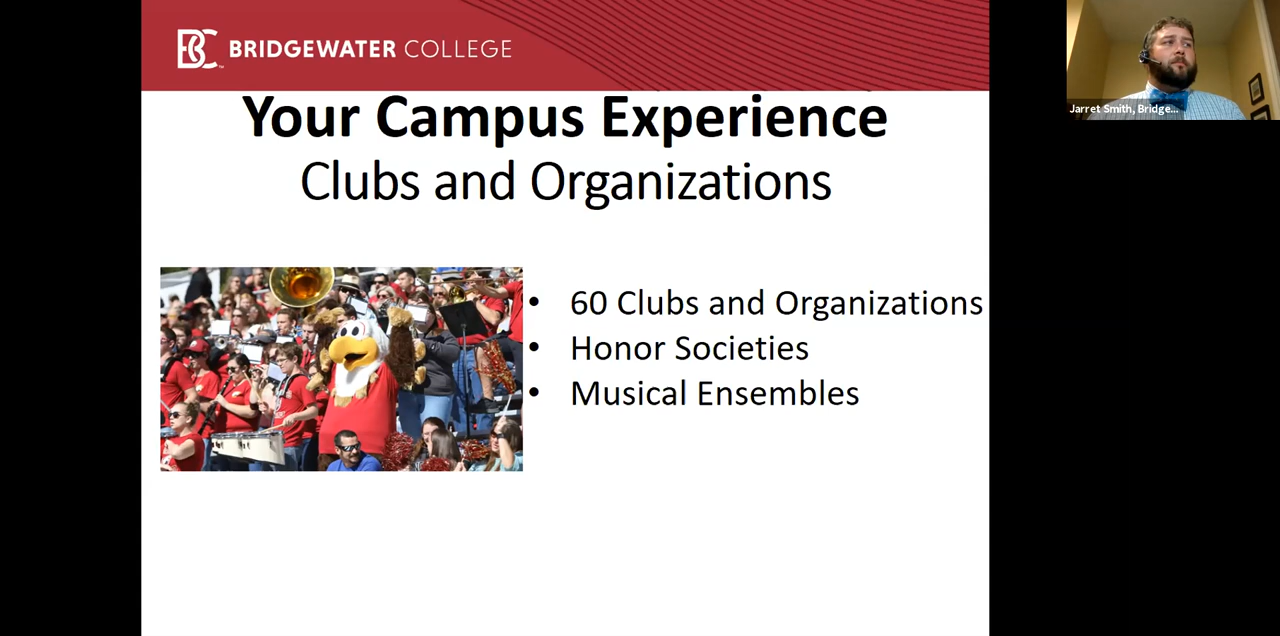 BC™ BRIDGEWATER COLLEGE
Jarret Smith, Bridge...
Your Campus Experience
Clubs and Organizations
• 60 Clubs and Organizations
• Honor Societies
• Musical Ensembles